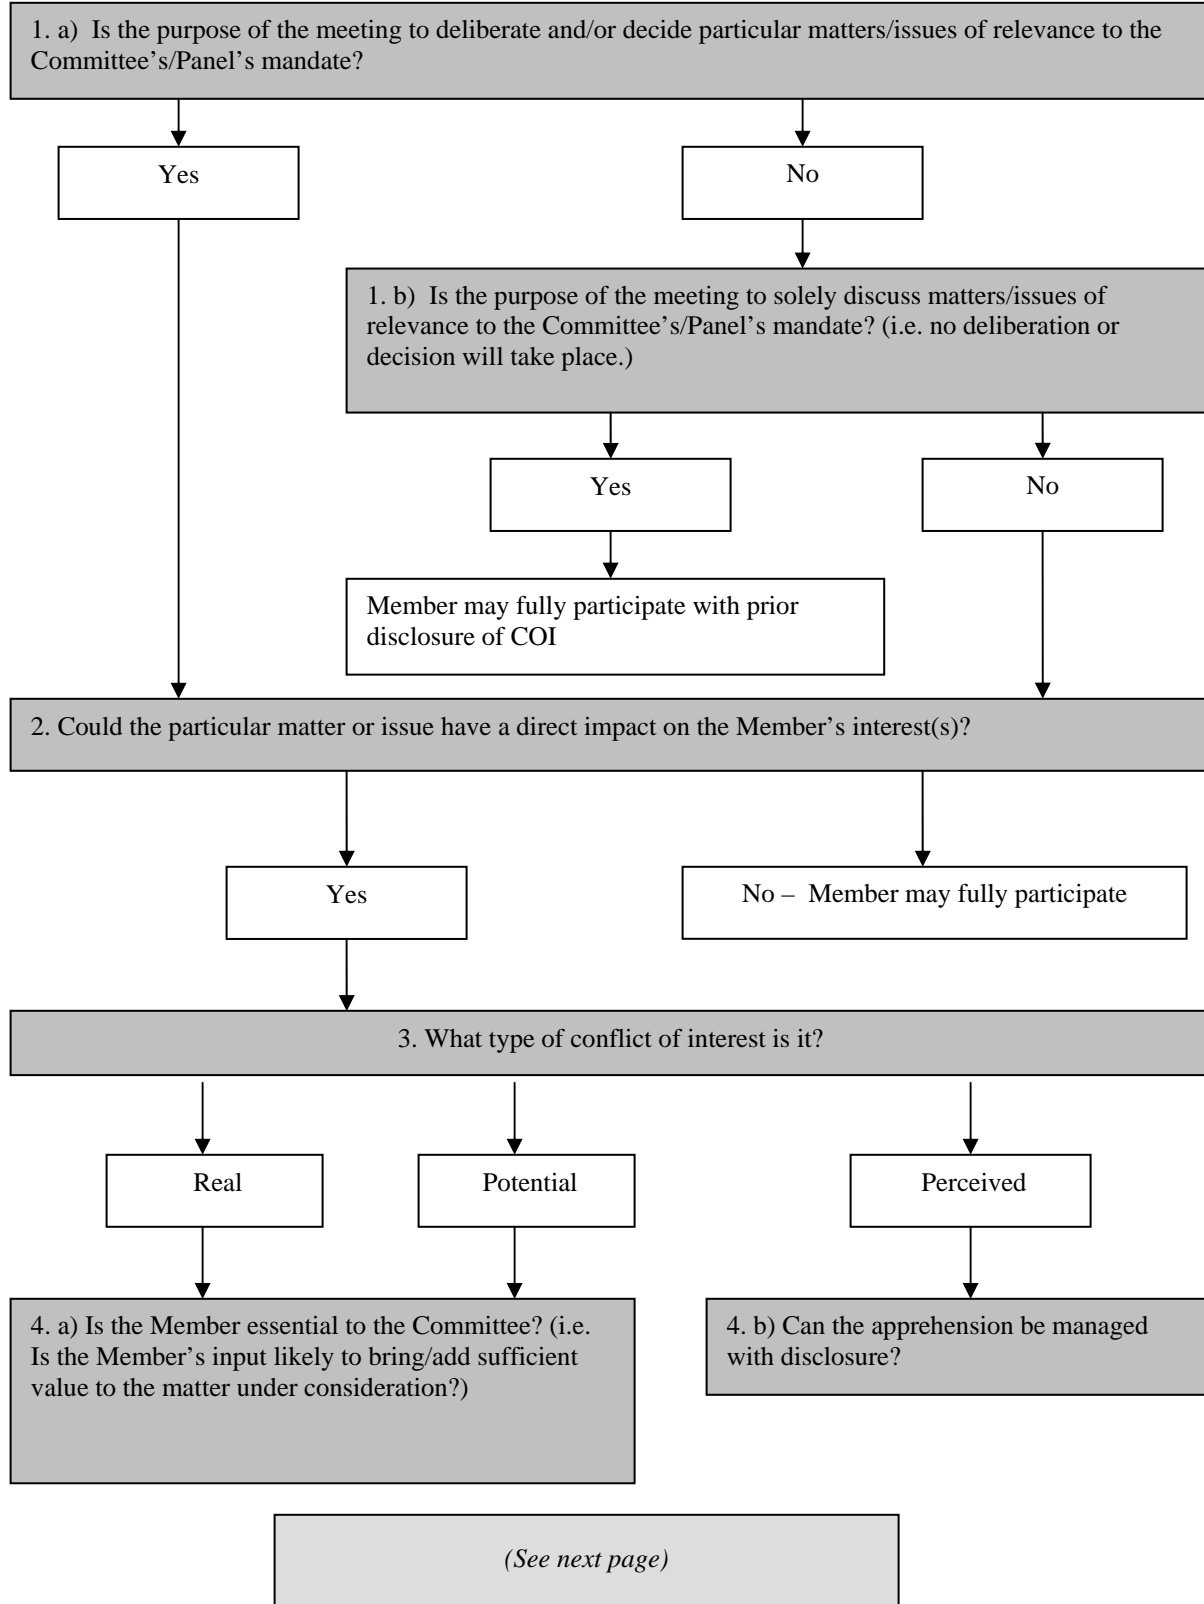 1. a)  Is the purpose of the meeting to deliberate and/or decide particular matters/issues of relevance to the
Committee’s/Panel’s mandate?
Yes
No
1. b)  Is the purpose of the meeting to solely discuss matters/issues of
relevance to the Committee’s/Panel’s mandate? (i.e. no deliberation or
decision will take place.)
Yes
No
Member may fully participate with prior
disclosure of COI
2. Could the particular matter or issue have a direct impact on the Member’s interest(s)?
Yes
No –  Member may fully participate
3. What type of conflict of interest is it?
Real
Potential
Perceived
4. a) Is the Member essential to the Committee? (i.e.
Is the Member’s input likely to bring/add sufficient
value to the matter under consideration?)
4. b) Can the apprehension be managed
with disclosure?
(See next page)